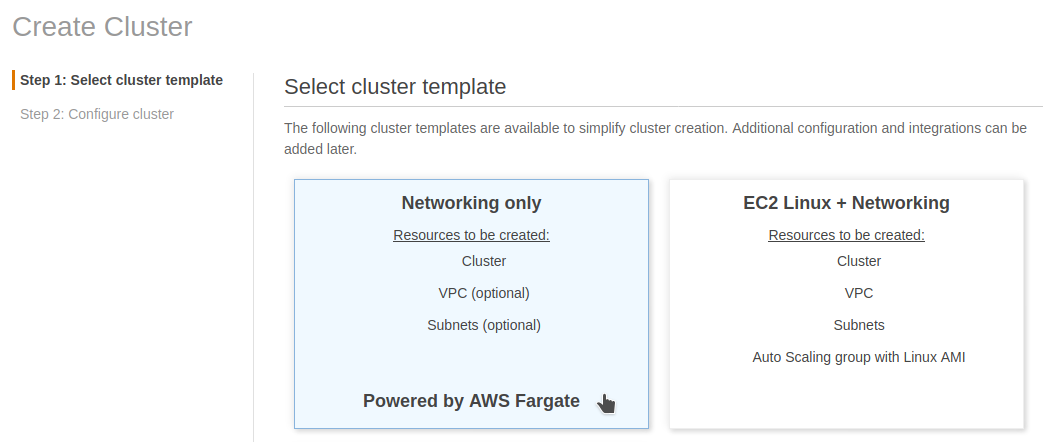 Create Cluster
Step 1: Select cluster template
Step 2: Configure cluster
Select cluster template
The following cluster templates are available to simplify cluster creation. Additional configuration and integrations can be
added later.
Networking only
Resources to be created:
Cluster
VPC (optional)
Subnets (optional)
Powered by AWS Fargate
EC2 Linux + Networking
Resources to be created:
Cluster
VPC
Subnets
Auto Scaling group with Linux AMI